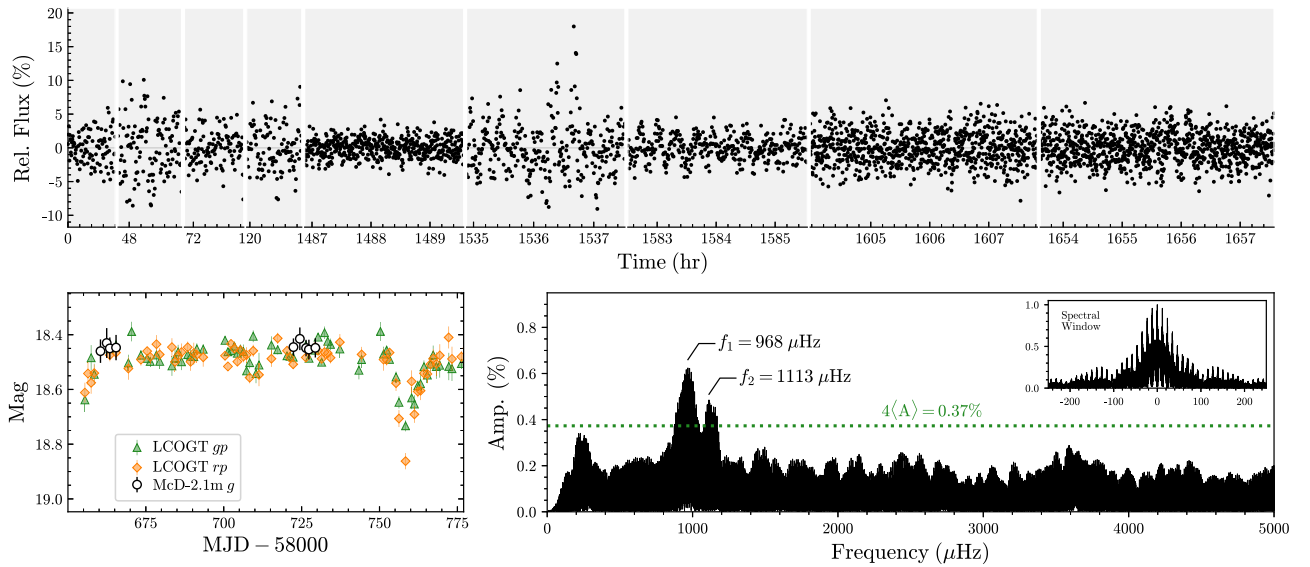 Rel. Flux (%)
20
15
10
5
0
-5
-10
0 48 72 120 1487 1488 1489 1535 1536 1537 1583 1584 1585 1605 1606 1607 1654 1655 1656 1657
Time (hr)
Mag
18.4
18.6
18.8
19.0
LCOGT gp
LCOGT rp
McD-2.1m g
675 700 725 750 775
MJD − 58000
Amp. (%)
0.8
0.6
0.4
0.2
0.0
f₁ = 968 μHz
f₂ = 1113 μHz
4⟨A⟩ = 0.37%
Spectral
Window
1.0
0.5
0.0
-200 0 200
0 1000 2000 3000 4000 5000
Frequency (μHz)